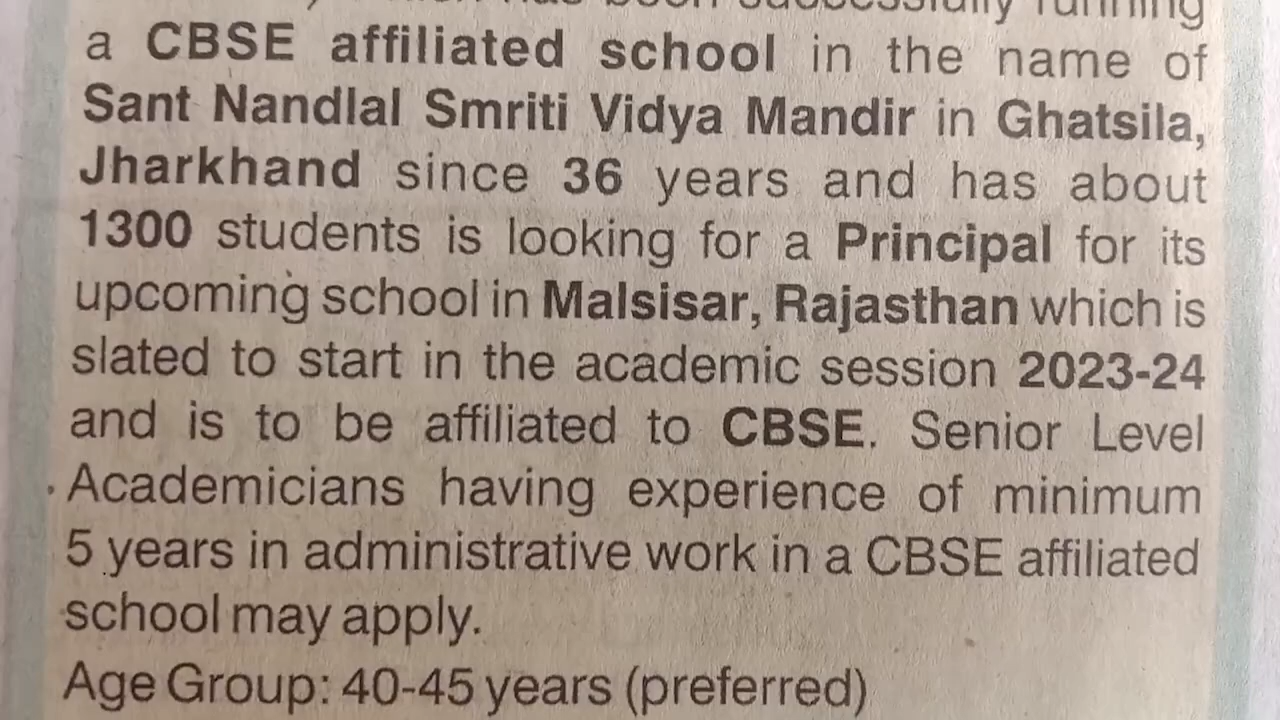 been successfully running
a CBSE affiliated school in the name of
Sant Nandlal Smriti Vidya Mandir in Ghatsila,
Jharkhand since 36 years and has about
1300 students is looking for a Principal for its
upcoming school in Malsisar, Rajasthan which is
slated to start in the academic session 2023-24
and is to be affiliated to CBSE. Senior Level
Academicians having experience of minimum
5 years in administrative work in a CBSE affiliated
school may apply.
Age Group: 40-45 years (preferred)